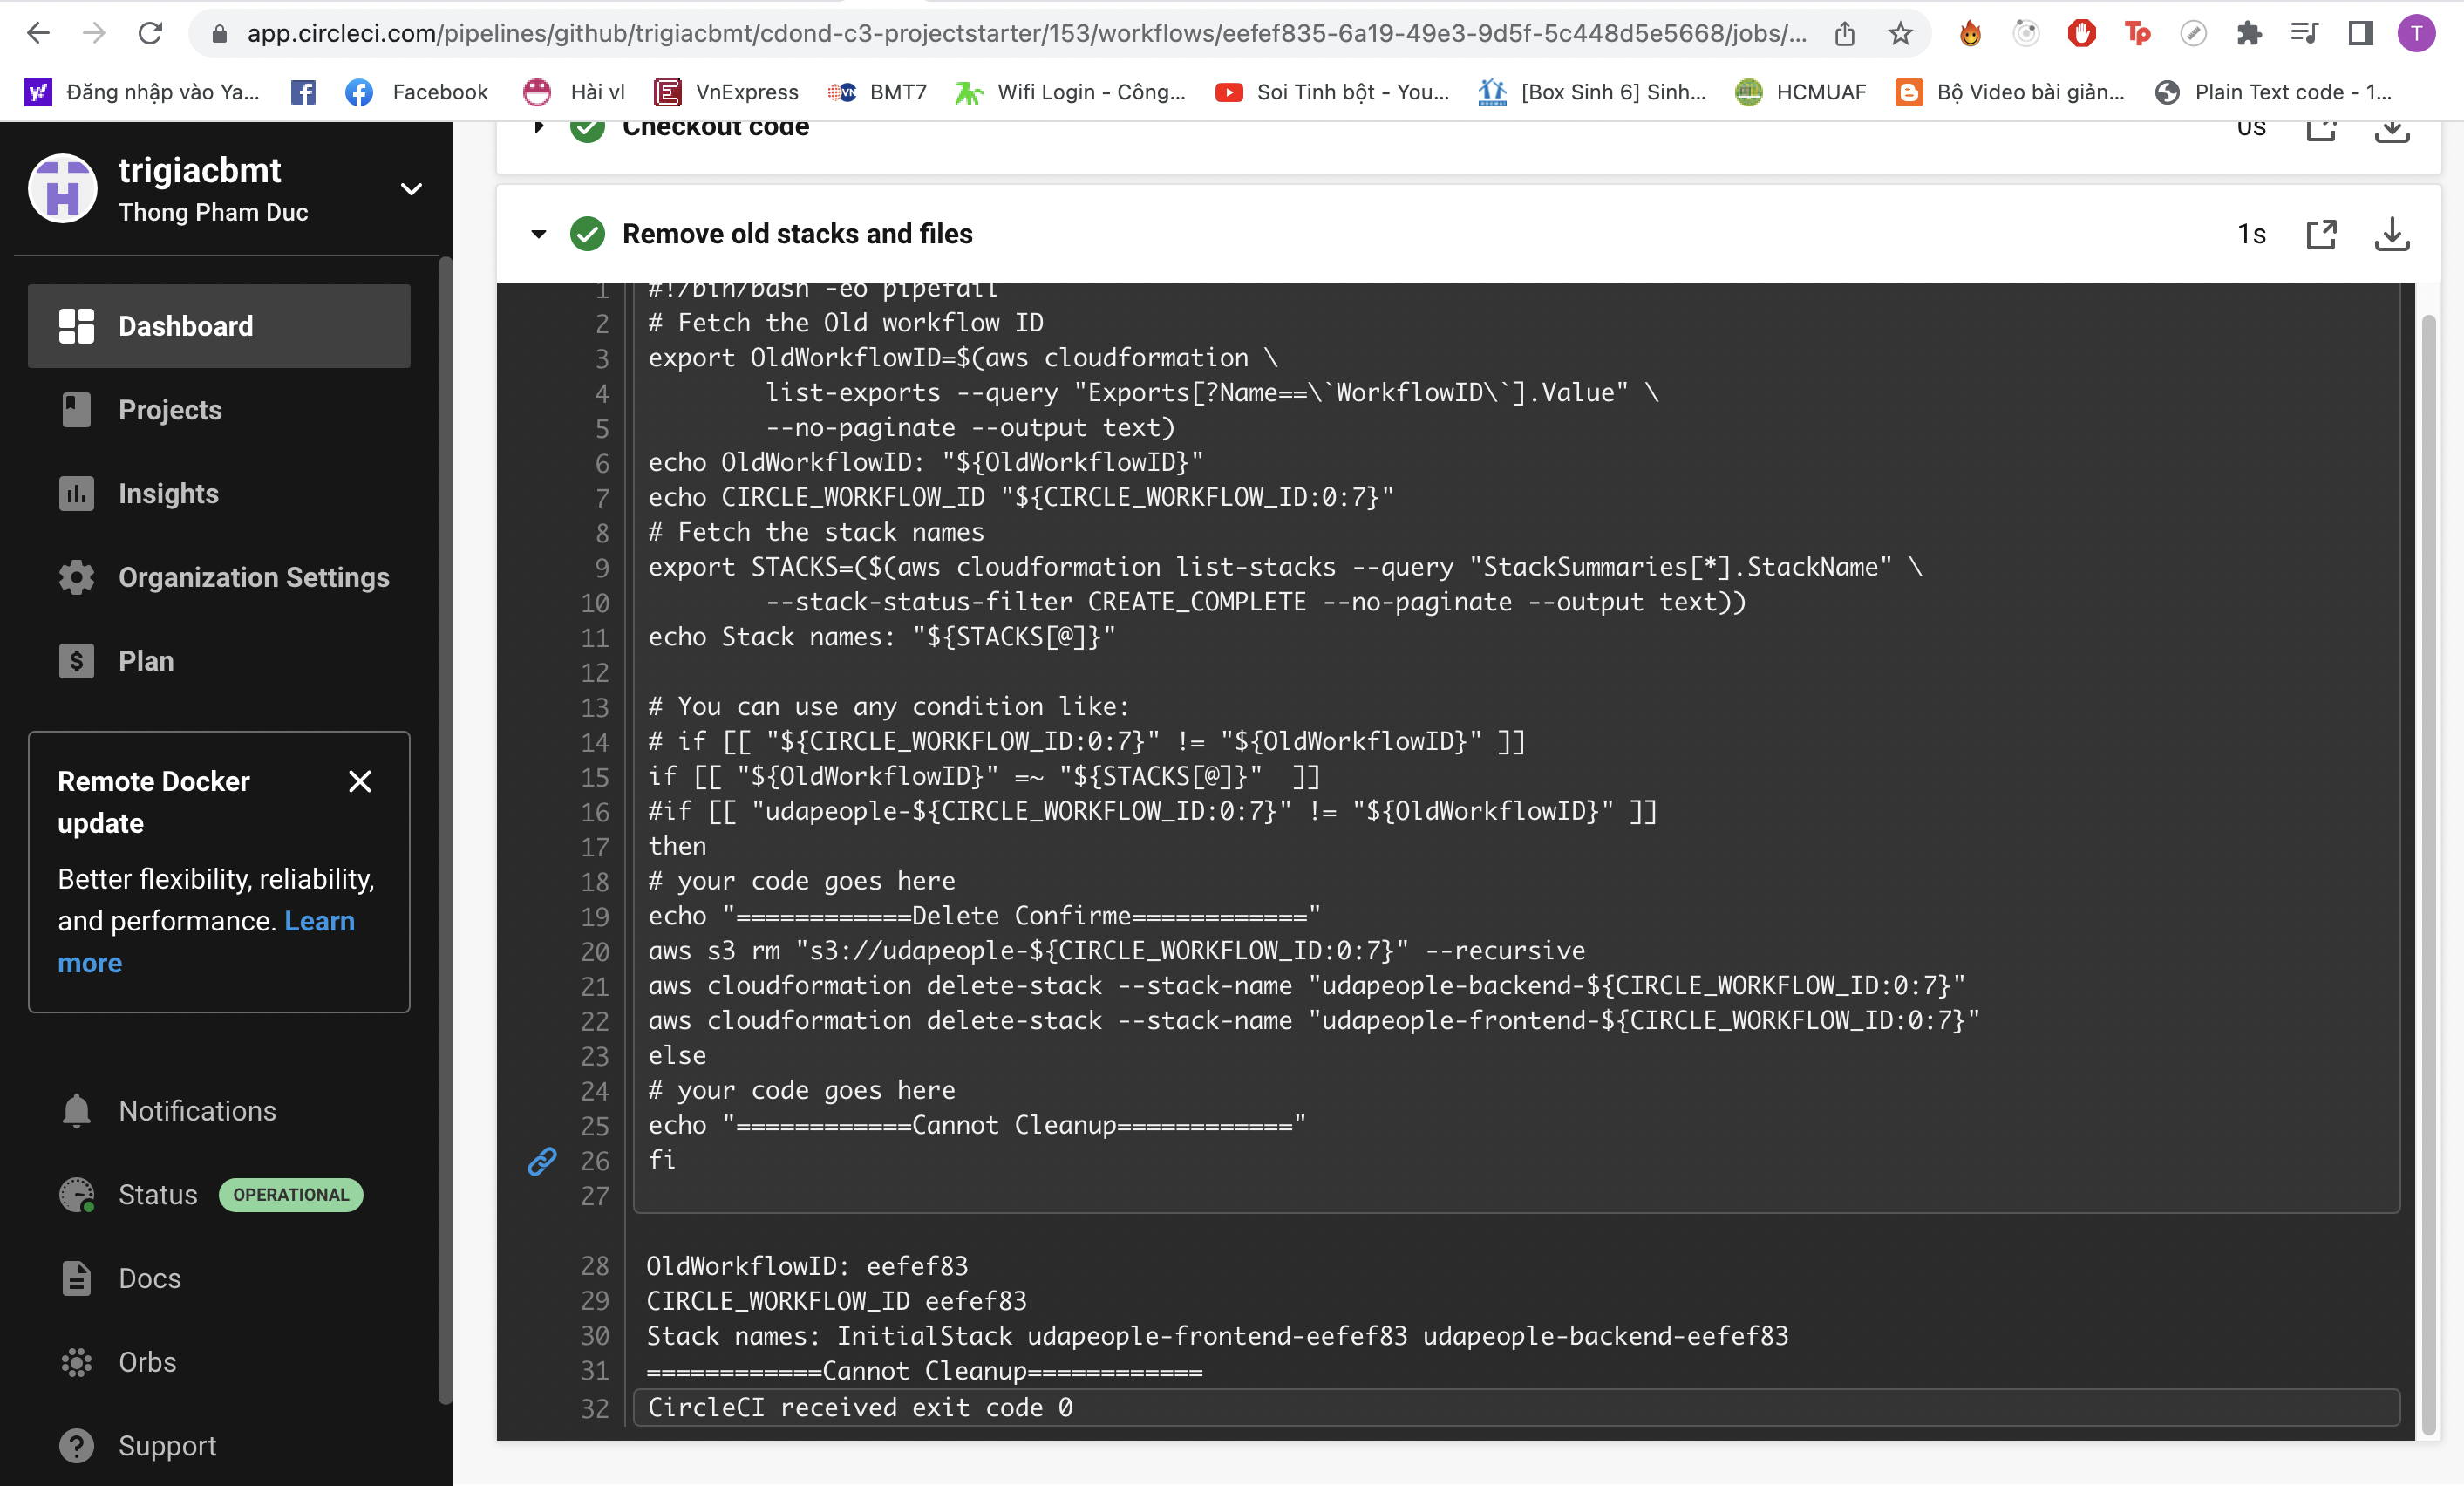 app.circleci.com/pipelines/github/trigiacbmt/cdond-c3-projectstarter/153/workflows/eefef835-6a19-49e3-9d5f-5c448d5e5668/jobs/...
T
Đăng nhập vào Ya...
Facebook
Hài vl
VnExpress
BMT7
Wifi Login - Công...
Soi Tinh bột - You...
[Box Sinh 6] Sinh...
HCMUAF
Bộ Video bài giản...
Plain Text code - 1...
trigiacbmt
Thong Pham Duc
Dashboard
Projects
Insights
Organization Settings
Plan
Remote Docker
update
Better flexibility, reliability,
and performance. Learn
more
Notifications
Status OPERATIONAL
Docs
Orbs
Support
Checkout code 0s
Remove old stacks and files 1s
1 #!/bin/bash -eo pipefail
2 # Fetch the Old workflow ID
3 export OldWorkflowID=$(aws cloudformation \
4 list-exports --query "Exports[?Name==\`WorkflowID\`].Value" \
5 --no-paginate --output text)
6 echo OldWorkflowID: "${OldWorkflowID}"
7 echo CIRCLE_WORKFLOW_ID "${CIRCLE_WORKFLOW_ID:0:7}"
8 # Fetch the stack names
9 export STACKS=($(aws cloudformation list-stacks --query "StackSummaries[*].StackName" \
10 --stack-status-filter CREATE_COMPLETE --no-paginate --output text))
11 echo Stack names: "${STACKS[@]}"
12
13 # You can use any condition like:
14 # if [[ "${CIRCLE_WORKFLOW_ID:0:7}" != "${OldWorkflowID}" ]]
15 if [[ "${OldWorkflowID}" =~ "${STACKS[@]}"  ]]
16 #if [[ "udapeople-${CIRCLE_WORKFLOW_ID:0:7}" != "${OldWorkflowID}" ]]
17 then
18 # your code goes here
19 echo "============Delete Confirme============"
20 aws s3 rm "s3://udapeople-${CIRCLE_WORKFLOW_ID:0:7}" --recursive
21 aws cloudformation delete-stack --stack-name "udapeople-backend-${CIRCLE_WORKFLOW_ID:0:7}"
22 aws cloudformation delete-stack --stack-name "udapeople-frontend-${CIRCLE_WORKFLOW_ID:0:7}"
23 else
24 # your code goes here
25 echo "============Cannot Cleanup============"
26 fi
27
28 OldWorkflowID: eefef83
29 CIRCLE_WORKFLOW_ID eefef83
30 Stack names: InitialStack udapeople-frontend-eefef83 udapeople-backend-eefef83
31 ============Cannot Cleanup============
32 CircleCI received exit code 0